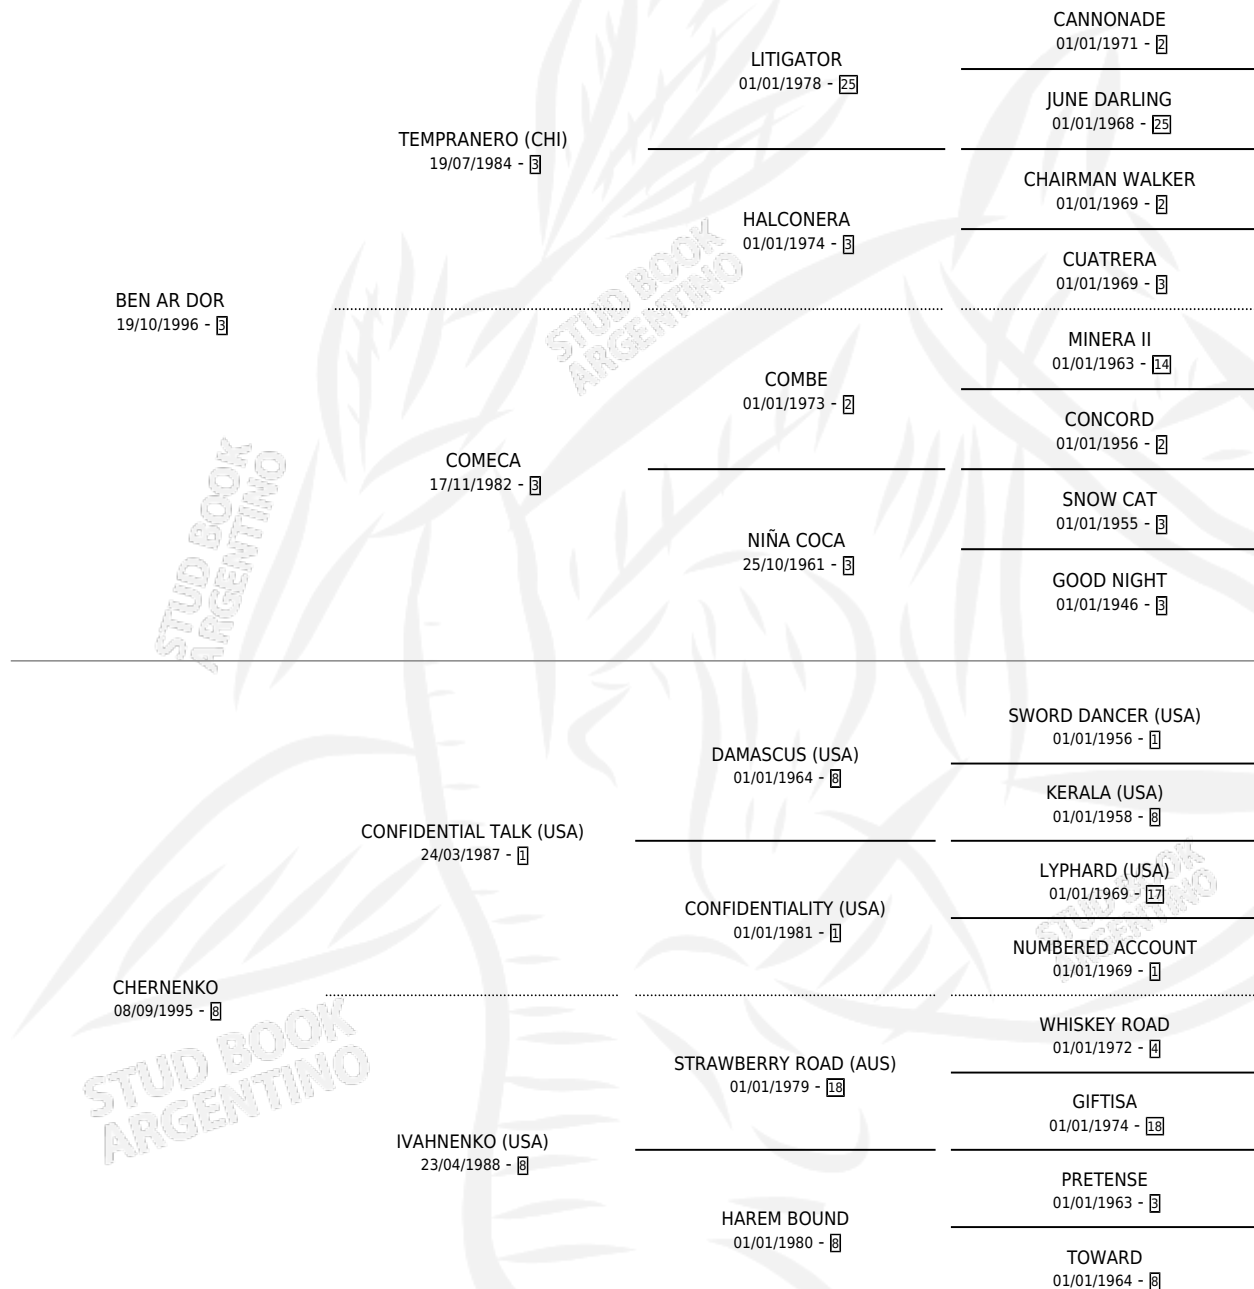 CANNONADE
01/01/1971 - 2
LITIGATOR
01/01/1978 - 25
JUNE DARLING
01/01/1968 - 25
TEMPRANERO (CHI)
19/07/1984 - 3
CHAIRMAN WALKER
01/01/1969 - 2
HALCONERA
01/01/1974 - 3
CUATRERA
01/01/1969 - 3
BEN AR DOR
19/10/1996 - 3
MINERA II
01/01/1963 - 14
COMBE
01/01/1973 - 2
CONCORD
01/01/1956 - 2
COMECA
17/11/1982 - 3
SNOW CAT
01/01/1955 - 3
NIÑA COCA
25/10/1961 - 3
GOOD NIGHT
01/01/1946 - 3
SWORD DANCER (USA)
01/01/1956 - 1
DAMASCUS (USA)
01/01/1964 - 8
KERALA (USA)
01/01/1958 - 8
CONFIDENTIAL TALK (USA)
24/03/1987 - 1
LYPHARD (USA)
01/01/1969 - 17
CONFIDENTIALITY (USA)
01/01/1981 - 1
NUMBERED ACCOUNT
01/01/1969 - 1
CHERNENKO
08/09/1995 - 8
WHISKEY ROAD
01/01/1972 - 4
STRAWBERRY ROAD (AUS)
01/01/1979 - 18
GIFTISA
01/01/1974 - 18
IVAHNENKO (USA)
23/04/1988 - 8
PRETENSE
01/01/1963 - 3
HAREM BOUND
01/01/1980 - 8
TOWARD
01/01/1964 - 8
STUD BOOK
ARGENTINO
STUD BOOK
ARGENTINO
STUD BOOK
ARGENTINO
STUD BOOK
ARGENTINO